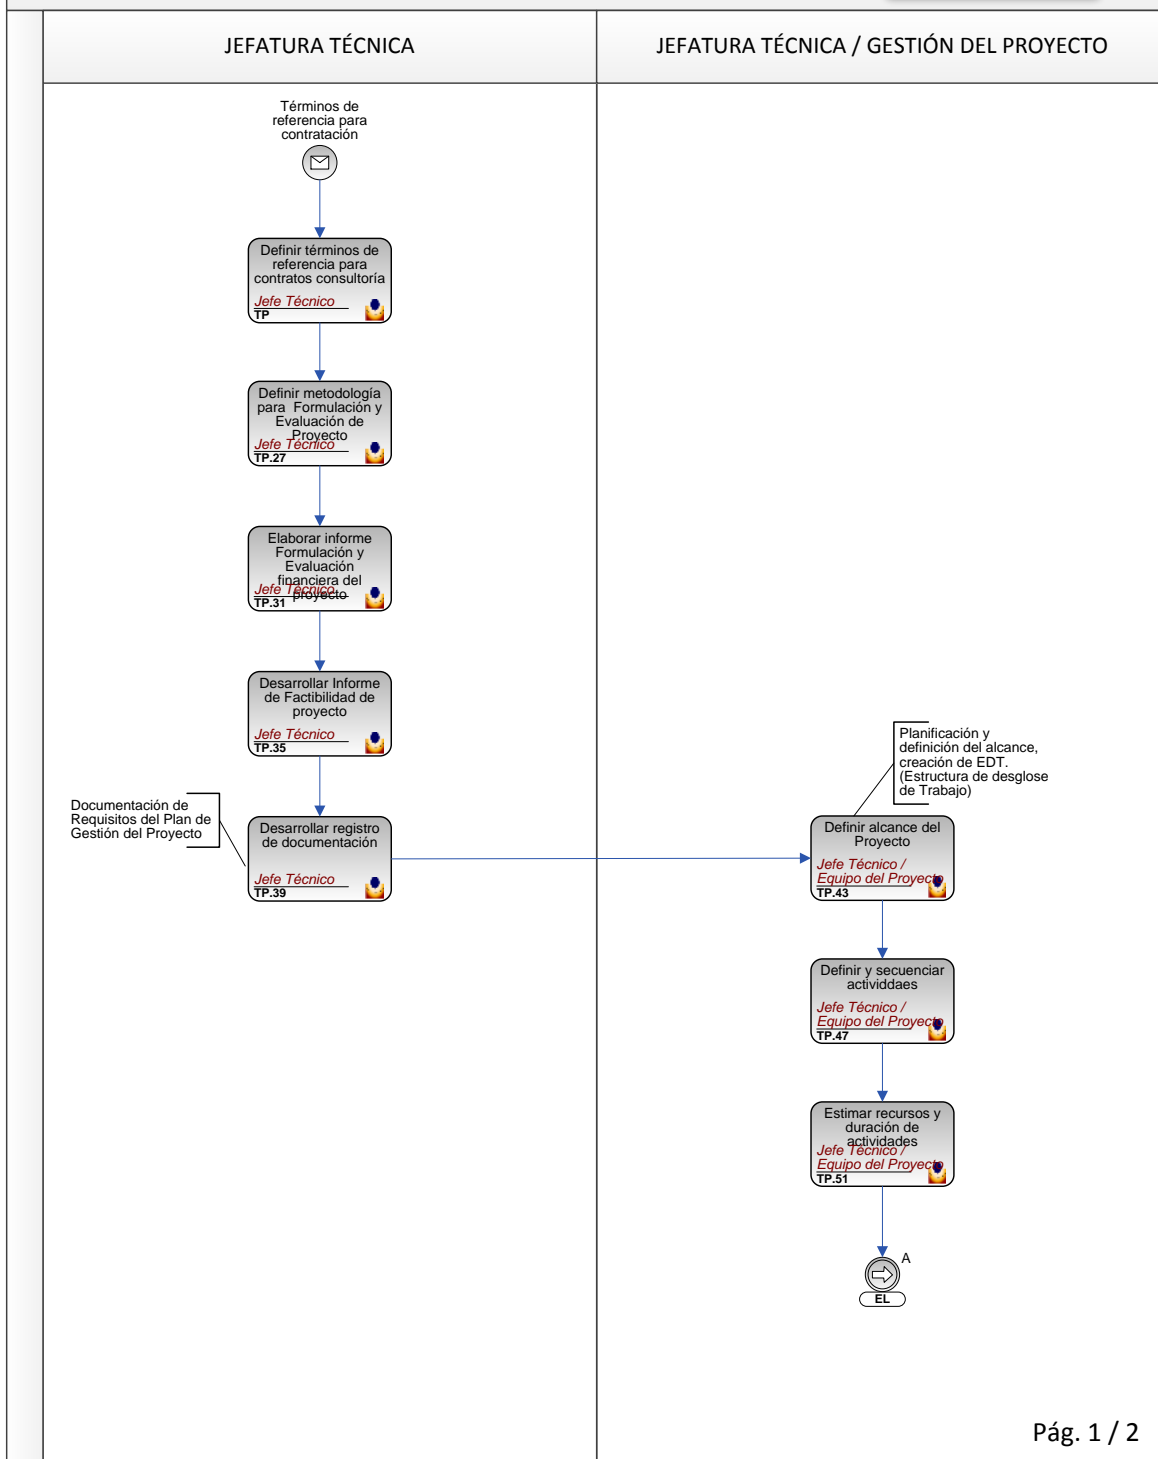 JEFATURA TÉCNICA
JEFATURA TÉCNICA / GESTIÓN DEL PROYECTO
Términos de
referencia para
contratación
Definir términos de
referencia para
contratos consultoría
Jefe Técnico
TP
Definir metodología
para Formulación y
Evaluación de
Proyecto
Jefe Técnico
TP.27
Elaborar informe
Formulación y
Evaluación
financiera del
proyecto
Jefe Técnico
TP.31
Desarrollar Informe
de Factibilidad de
proyecto
Jefe Técnico
TP.35
Documentación de
Requisitos del Plan de
Gestión del Proyecto
Desarrollar registro
de documentación
Jefe Técnico
TP.39
Planificación y
definición del alcance,
creación de EDT.
(Estructura de desglose
de Trabajo)
Definir alcance del
Proyecto
Jefe Técnico /
Equipo del Proyecto
TP.43
Definir y secuenciar
actividdaes
Jefe Técnico /
Equipo del Proyecto
TP.47
Estimar recursos y
duración de
actividades
Jefe Técnico /
Equipo del Proyecto
TP.51
A
EL
Pág. 1 / 2